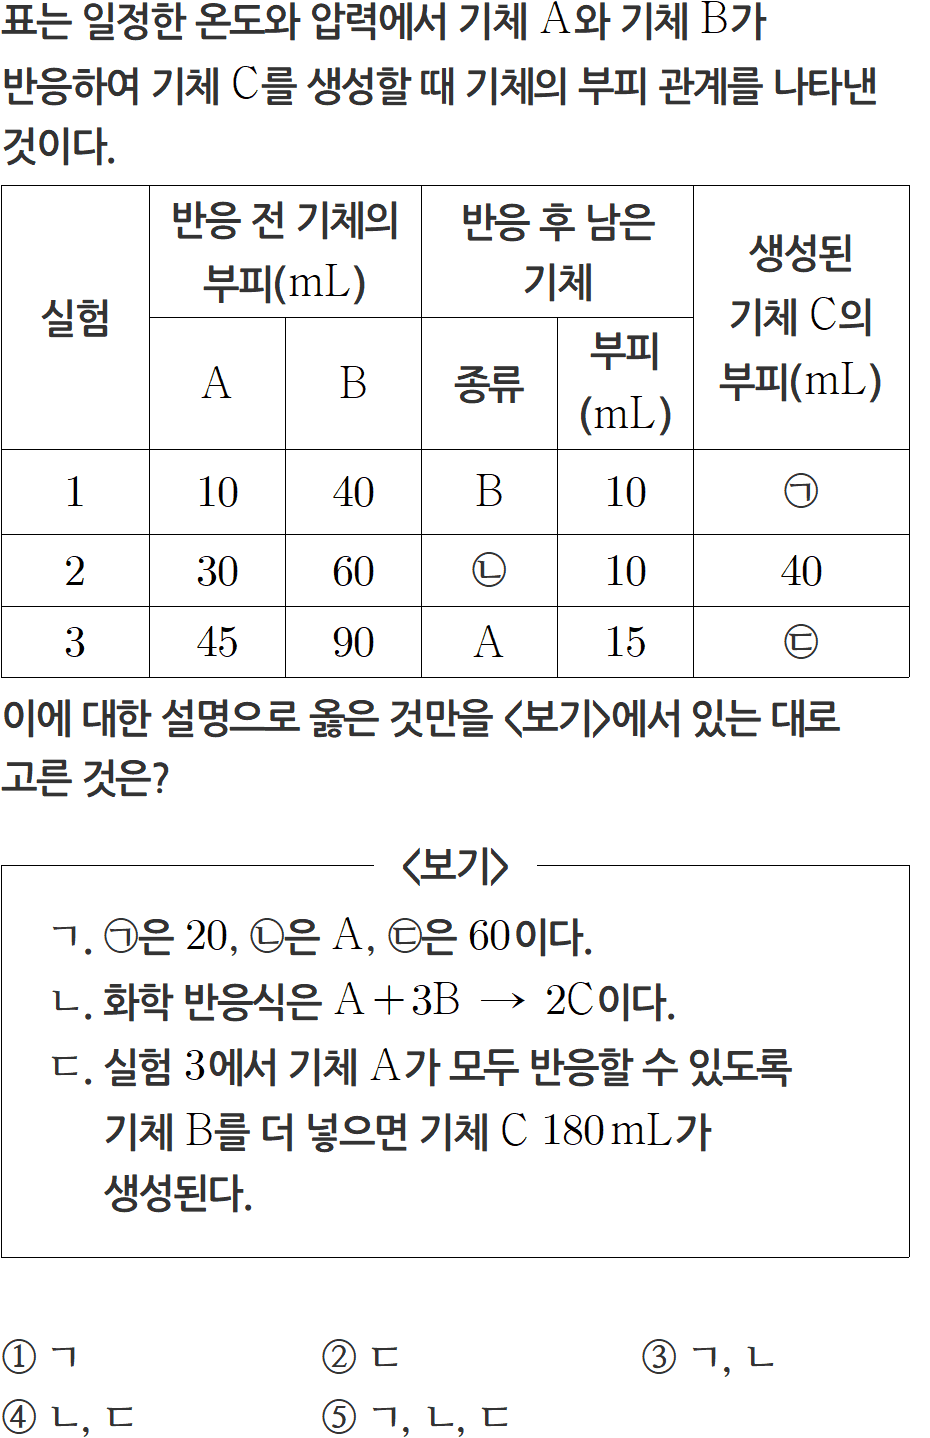 표는 일정한 온도와 압력에서 기체 A와 기체 B가
반응하여 기체 C를 생성할 때 기체의 부피 관계를 나타낸
것이다.
실험 반응 전 기체의 부피(mL) 반응 후 남은 기체 생성된 기체 C의 부피(mL)
A B 종류 부피(mL)
1 10 40 B 10 ㉠
2 30 60 ㉡ 10 40
3 45 90 A 15 ㉢
이에 대한 설명으로 옳은 것만을 <보기>에서 있는 대로
고른 것은?
<보기>
ㄱ. ㉠은 20, ㉡은 A, ㉢은 60이다.
ㄴ. 화학 반응식은 A+3B → 2C이다.
ㄷ. 실험 3에서 기체 A가 모두 반응할 수 있도록
기체 B를 더 넣으면 기체 C 180mL가
생성된다.
① ㄱ ② ㄷ ③ ㄱ, ㄴ
④ ㄴ, ㄷ ⑤ ㄱ, ㄴ, ㄷ